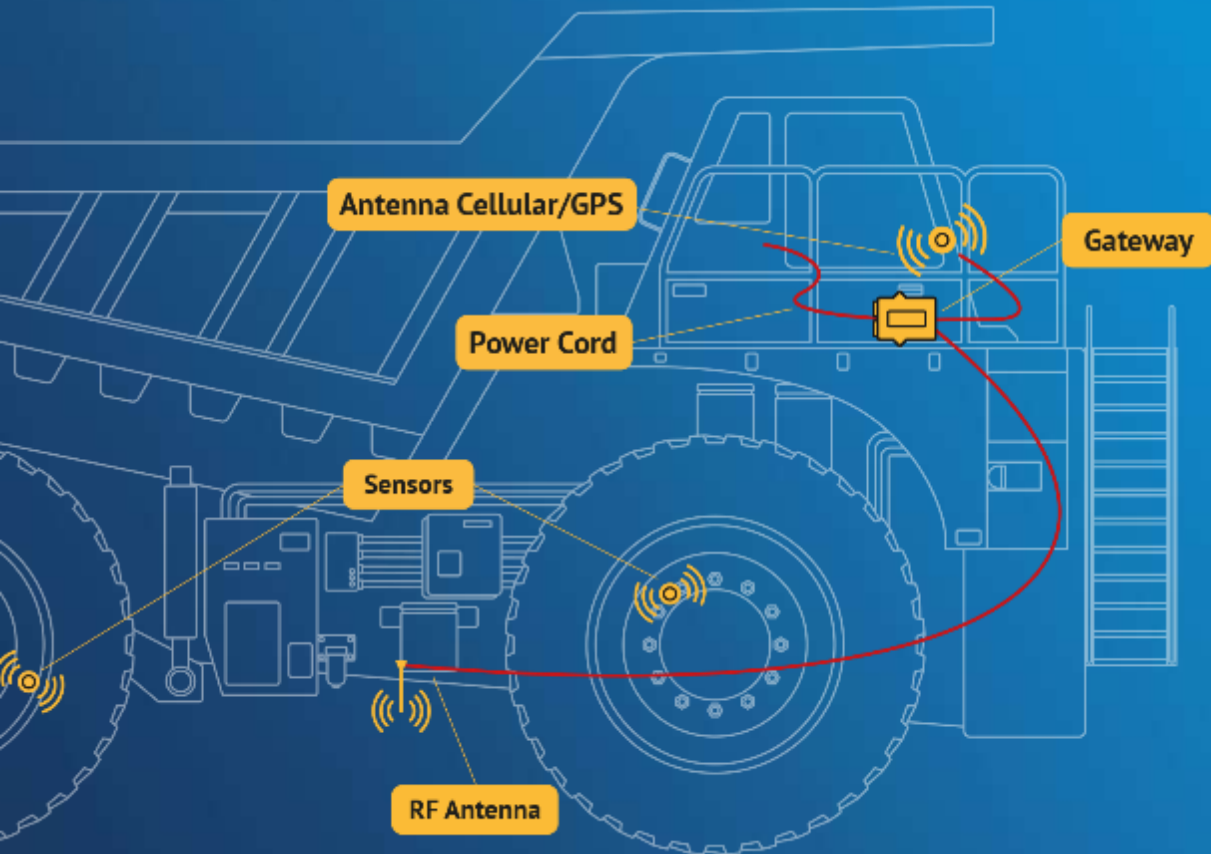 Antenna Cellular/GPS
Gateway
Power Cord
Sensors
RF Antenna